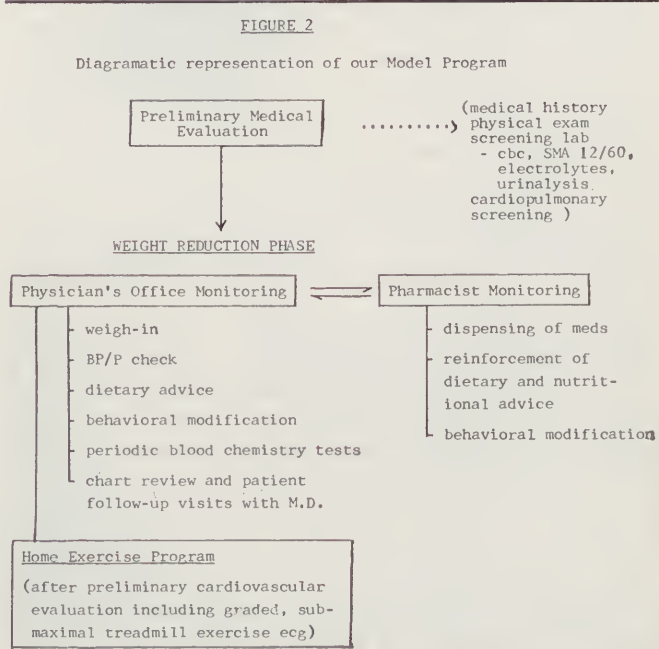 FIGURE 2
Diagramatic representation of our Model Program
Preliminary Medical
Evaluation
(medical history
physical exam
screening lab
- cbc, SMA 12/60,
electrolytes,
urinalysis,
cardiopulmonary
screening )
WEIGHT REDUCTION PHASE
Physician's Office Monitoring
weigh-in
BP/P check
dietary advice
behavioral modification
periodic blood chemistry tests
chart review and patient
follow-up visits with M.D.
Pharmacist Monitoring
dispensing of meds
reinforcement of
dietary and nutrit-
ional advice
behavioral modification
Home Exercise Program
(after preliminary cardiovascular
evaluation including graded, sub-
maximal treadmill exercise ecg)